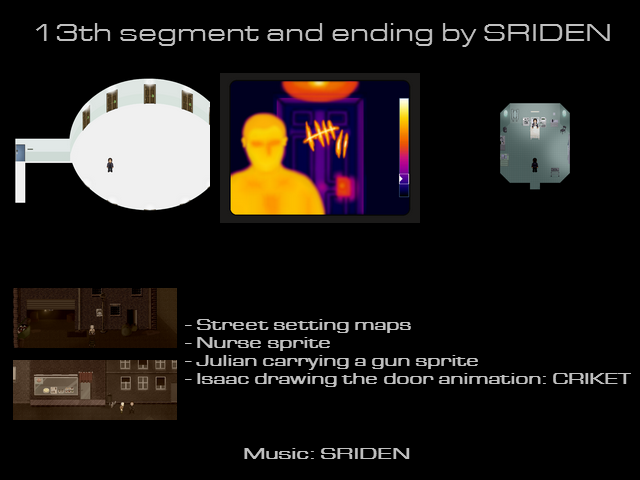 13th segment and ending by SRIDEN
- Street setting maps
- Nurse sprite
- Julian carrying a gun sprite
- Isaac drawing the door animation: CRIKET
Music: SRIDEN